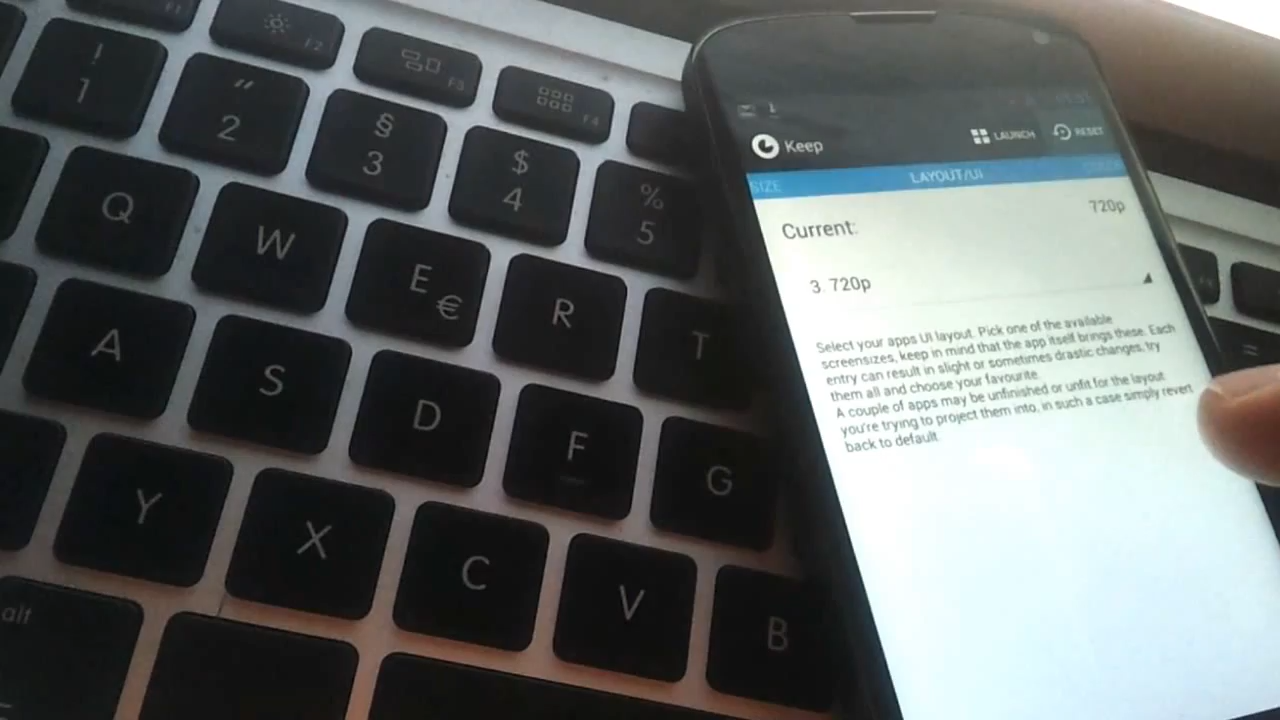 F1
F2
F3
F4
!
1
"
2
§
3
$
4
%
5
Q
W
E
€
R
T
A
S
D
F
G
Y
X
C
V
B
alt
=
Keep
LAUNCH
RESET
SIZE
LAYOUT/UI
720p
Current:
3. 720p
Select your apps UI layout. Pick one of the available
screensizes, keep in mind that the app itself brings these. Each
entry can result in slight or sometimes drastic changes, try
them all and choose your favourite.
A couple of apps may be unfinished or unfit for the layout
you're trying to project them into, in such a case simply revert
back to default.